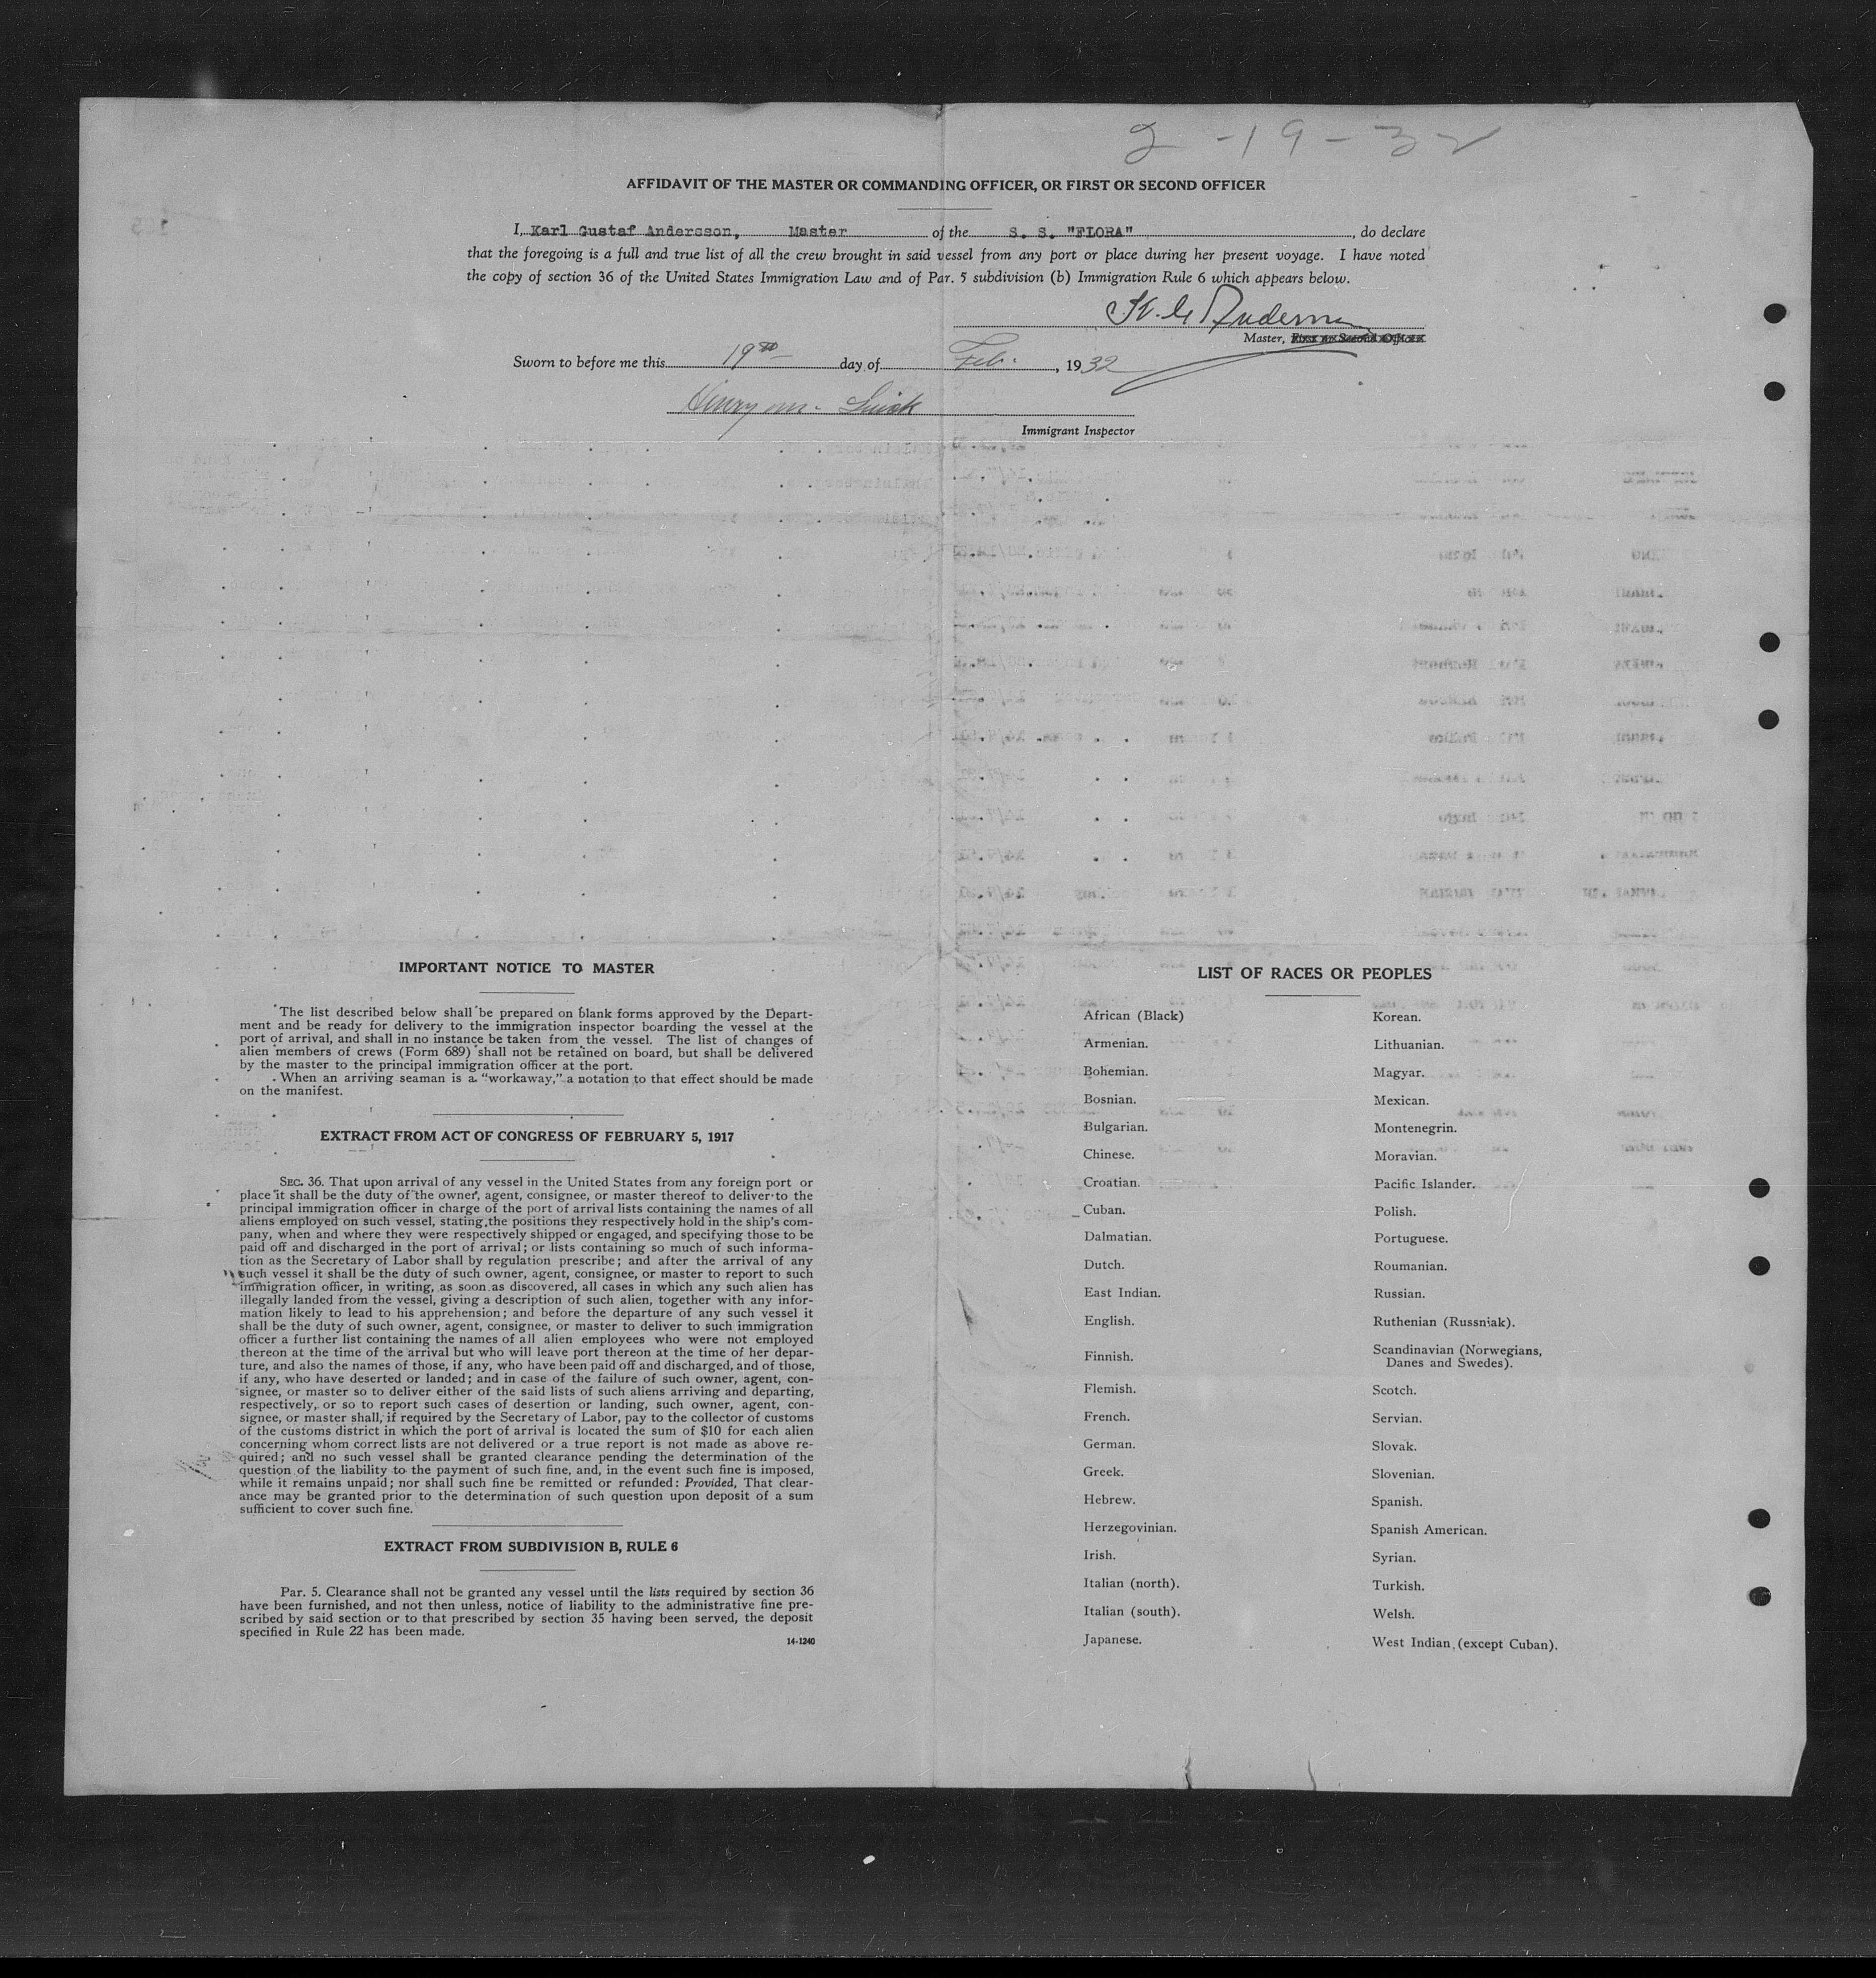 2-19-32
AFFIDAVIT OF THE MASTER OR COMMANDING OFFICER, OR FIRST OR SECOND OFFICER
I, Karl Gustaf Andersson, Master of the S. S. "FLORA", do declare
that the foregoing is a full and true list of all the crew brought in said vessel from any port or place during her present voyage. I have noted
the copy of section 36 of the United States Immigration Law and of Par. 5 subdivision (b) Immigration Rule 6 which appears below.
K. G Andersson
Master, First or Second Officer
Sworn to before me this 19th day of Feb., 1932
Henry m.
Immigrant Inspector
IMPORTANT NOTICE TO MASTER
The list described below shall be prepared on blank forms approved by the Depart-
ment and be ready for delivery to the immigration inspector boarding the vessel at the
port of arrival, and shall in no instance be taken from the vessel. The list of changes of
alien members of crews (Form 689) shall not be retained on board, but shall be delivered
by the master to the principal immigration officer at the port.
When an arriving seaman is a "workaway," a notation to that effect should be made
on the manifest.
EXTRACT FROM ACT OF CONGRESS OF FEBRUARY 5, 1917
SEC. 36. That upon arrival of any vessel in the United States from any foreign port or
place it shall be the duty of the owner, agent, consignee, or master thereof to deliver to the
principal immigration officer in charge of the port of arrival lists containing the names of all
aliens employed on such vessel, stating the positions they respectively hold in the ship's com-
pany, when and where they were respectively shipped or engaged, and specifying those to be
paid off and discharged in the port of arrival; or lists containing so much of such informa-
tion as the Secretary of Labor shall by regulation prescribe; and after the arrival of any
such vessel it shall be the duty of such owner, agent, consignee, or master to report to such
immigration officer, in writing, as soon as discovered, all cases in which any such alien has
illegally landed from the vessel, giving a description of such alien, together with any infor-
mation likely to lead to his apprehension; and before the departure of any such vessel it
shall be the duty of such owner, agent, consignee, or master to deliver to such immigration
officer a further list containing the names of all alien employees who were not employed
thereon at the time of the arrival but who will leave port thereon at the time of her depar-
ture, and also the names of those, if any, who have been paid off and discharged, and of those,
if any, who have deserted or landed; and in case of the failure of such owner, agent, con-
signee, or master so to deliver either of the said lists of such aliens arriving and departing,
respectively, or so to report such cases of desertion or landing, such owner, agent, con-
signee, or master shall, if required by the Secretary of Labor, pay to the collector of customs
of the customs district in which the port of arrival is located the sum of $10 for each alien
concerning whom correct lists are not delivered or a true report is not made as above re-
quired; and no such vessel shall be granted clearance pending the determination of the
question of the liability to the payment of such fine, and, in the event such fine is imposed,
while it remains unpaid; nor shall such fine be remitted or refunded: Provided, That clear-
ance may be granted prior to the determination of such question upon deposit of a sum
sufficient to cover such fine.
EXTRACT FROM SUBDIVISION B, RULE 6
Par. 5. Clearance shall not be granted any vessel until the lists required by section 36
have been furnished, and not then unless, notice of liability to the administrative fine pre-
scribed by said section or to that prescribed by section 35 having been served, the deposit
specified in Rule 22 has been made.
14-1240
LIST OF RACES OR PEOPLES
African (Black)
Armenian.
Bohemian.
Bosnian.
Bulgarian.
Chinese.
Croatian.
Cuban.
Dalmatian.
Dutch.
East Indian.
English.
Finnish.
Flemish.
French.
German.
Greek.
Hebrew.
Herzegovinian.
Irish.
Italian (north).
Italian (south).
Japanese.
Korean.
Lithuanian.
Magyar.
Mexican.
Montenegrin.
Moravian.
Pacific Islander.
Polish.
Portuguese.
Roumanian.
Russian.
Ruthenian (Russniak).
Scandinavian (Norwegians,
Danes and Swedes).
Scotch.
Servian.
Slovak.
Slovenian.
Spanish.
Spanish American.
Syrian.
Turkish.
Welsh.
West Indian (except Cuban).